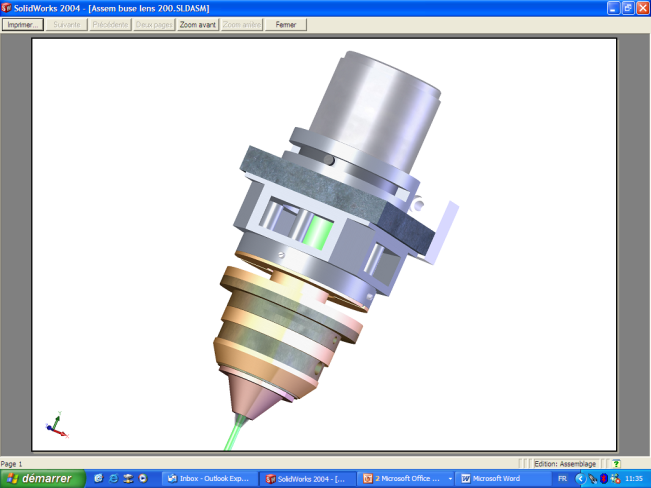 SolidWorks 2004 - [Assem buse lens 200.SLDASM]
Imprimer... Suivante Précédente Deux pages Zoom avant Zoom arrière Fermer
Page 1 Edition: Assemblage
démarrer Inbox - Outlook Exp... SolidWorks 2004 - [... 2 Microsoft Office ... Microsoft Word FR 11:35